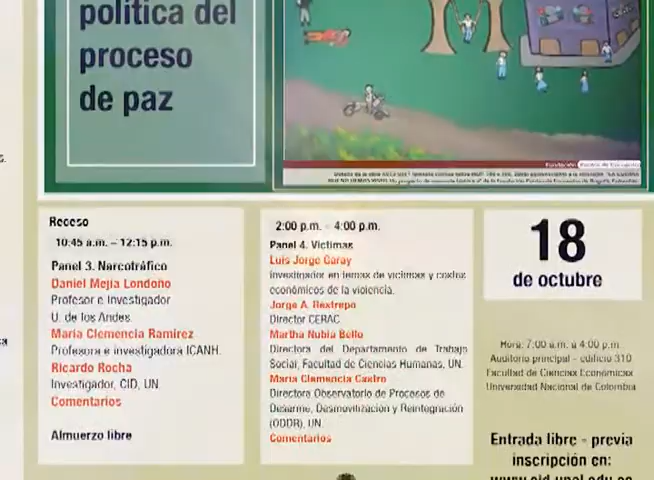 política del
proceso
de paz
Receso
10:45 a.m. – 12:15 p.m.
Panel 3. Narcotráfico
Daniel Mejía Londoño
Profesor e Investigador
U. de los Andes.
María Clemencia Ramírez
Profesora e investigadora ICANH.
Ricardo Rocha
Investigador, CID, UN.
Comentarios
Almuerzo libre
2:00 p.m. – 4:00 p.m.
Panel 4. Víctimas
Luis Jorge Garay
Investigador en temas de víctimas y costos
económicos de la violencia.
Jorge A. Restrepo
Director CERAC
Martha Nubia Bello
Directora del Departamento de Trabajo
Social, Facultad de Ciencias Humanas, UN.
María Clemencia Castro
Directora Observatorio de Procesos de
Desarme, Desmovilización y Reintegración
(ODDR), UN.
Comentarios
18
de octubre
Hora: 7:00 a.m. a 4:00 p.m.
Auditorio principal - edificio 310
Facultad de Ciencias Económicas
Universidad Nacional de Colombia
Entrada libre - previa
inscripción en: